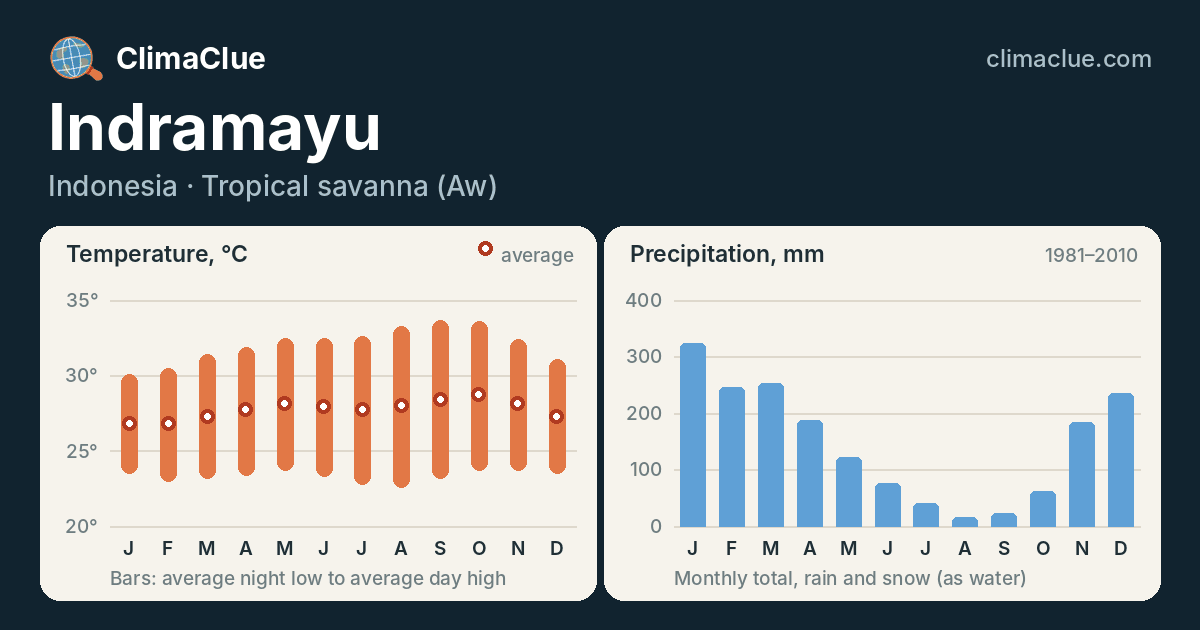 ClimaClue
climaclue.com
Indramayu
Indonesia · Tropical savanna (Aw)
Temperature, °C
average
35°
30°
25°
20°
J F M A M J J A S O N D
Bars: average night low to average day high
Precipitation, mm
1981–2010
400
300
200
100
0
J F M A M J J A S O N D
Monthly total, rain and snow (as water)